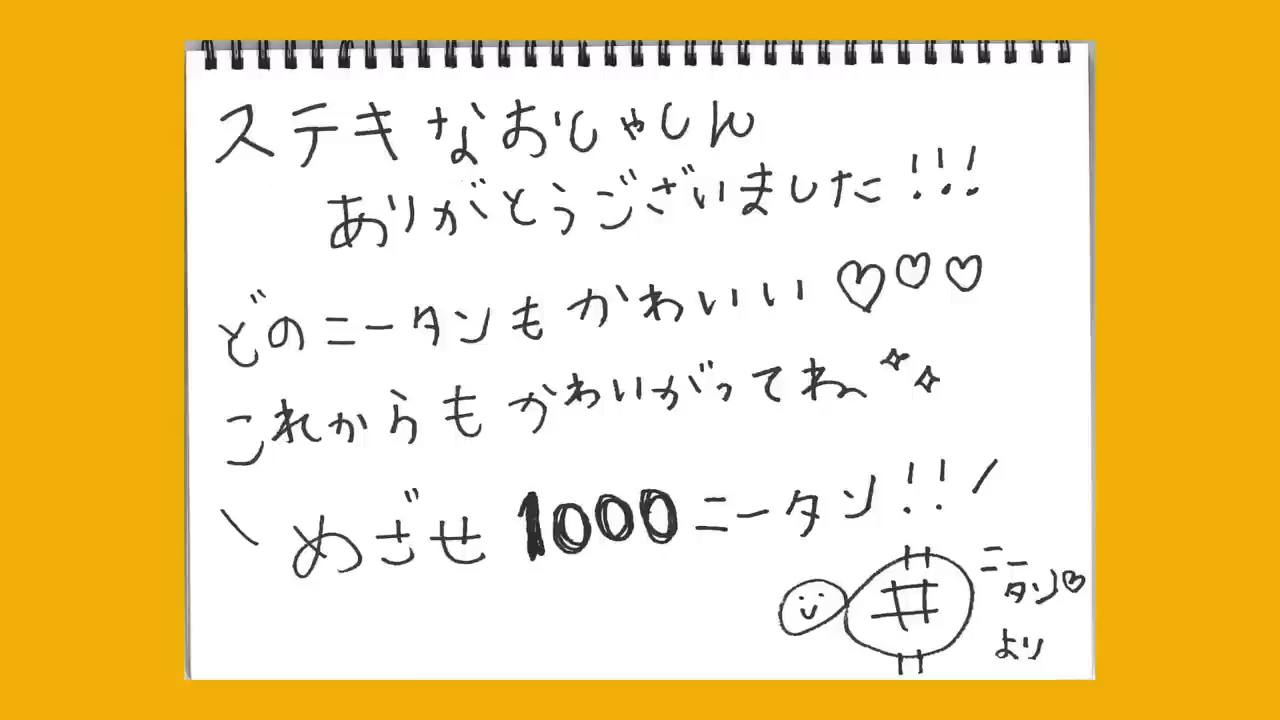 ステキなおしゃしん
ありがとうございました!!!
どのニータンもかわいい♡♡♡
これからもかわいがってね
\ めざせ1000ニータン!! /
ニー
タン♡
より